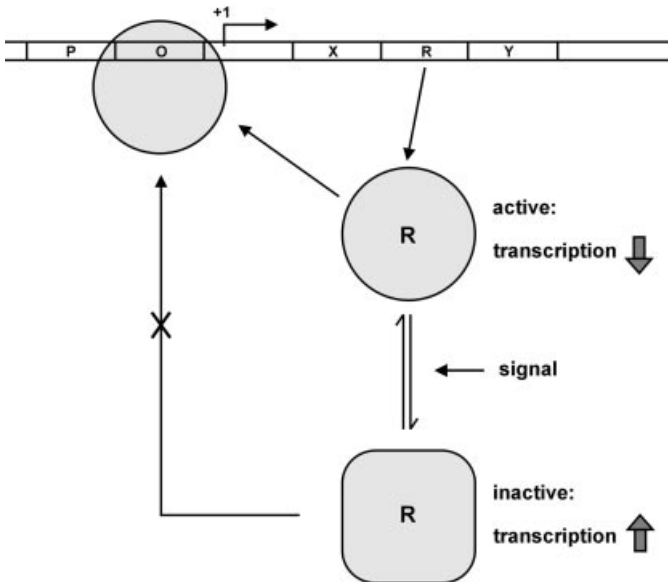 +1
P O X R Y
R
active:
transcription
signal
R
inactive:
transcription